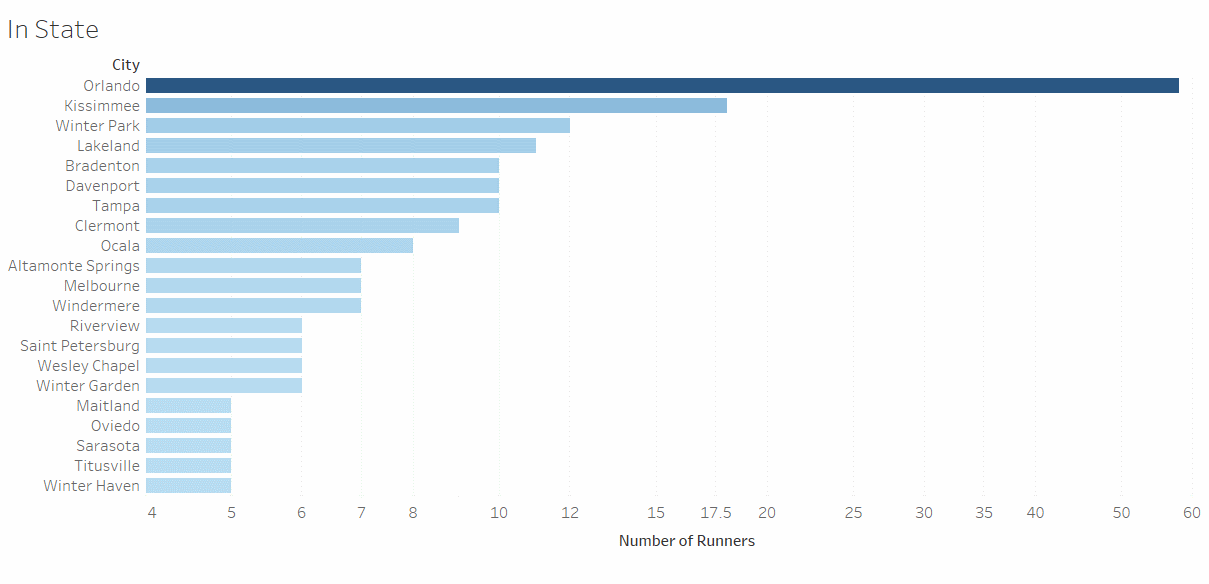 In State
City
Orlando
Kissimmee
Winter Park
Lakeland
Bradenton
Davenport
Tampa
Clermont
Ocala
Altamonte Springs
Melbourne
Windermere
Riverview
Saint Petersburg
Wesley Chapel
Winter Garden
Maitland
Oviedo
Sarasota
Titusville
Winter Haven
4 5 6 7 8 10 12 15 17.5 20 25 30 35 40 50 60
Number of Runners